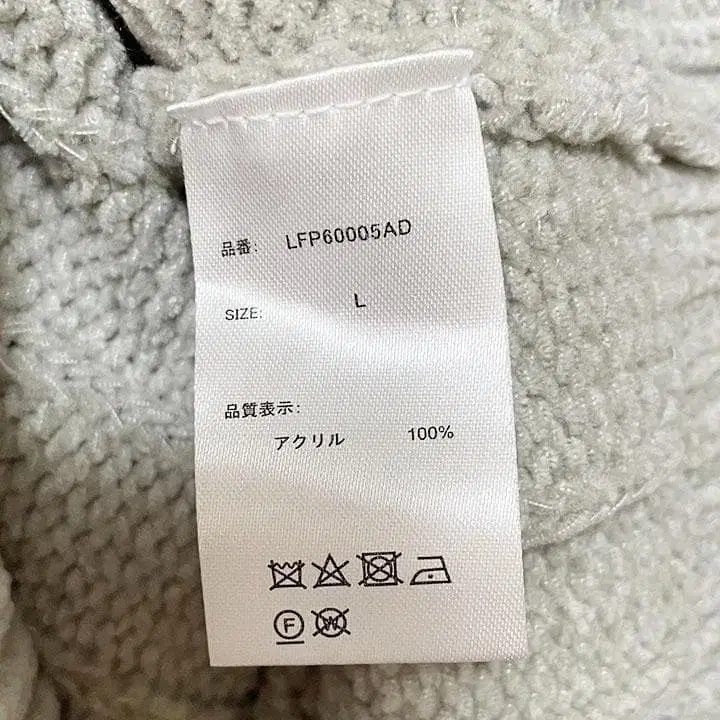 品番: LFP60005AD
SIZE: L
品質表示:
アクリル 100%
F W